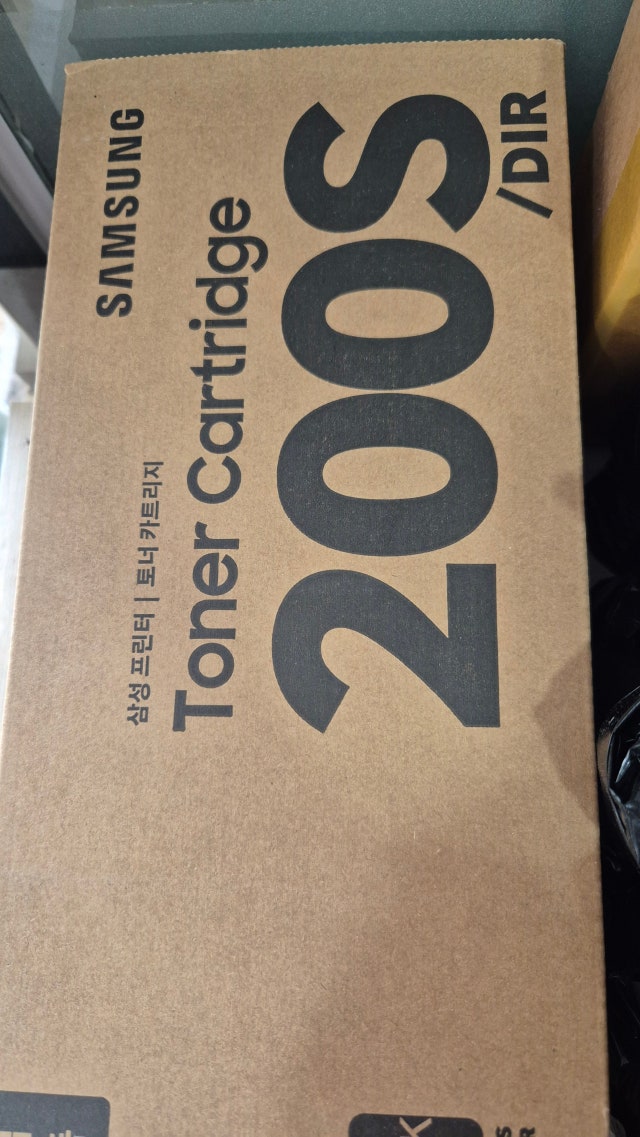 SAMSUNG
삼성 프린터 | 토너 카트리지
Toner Cartridge
200S
/DIR
K